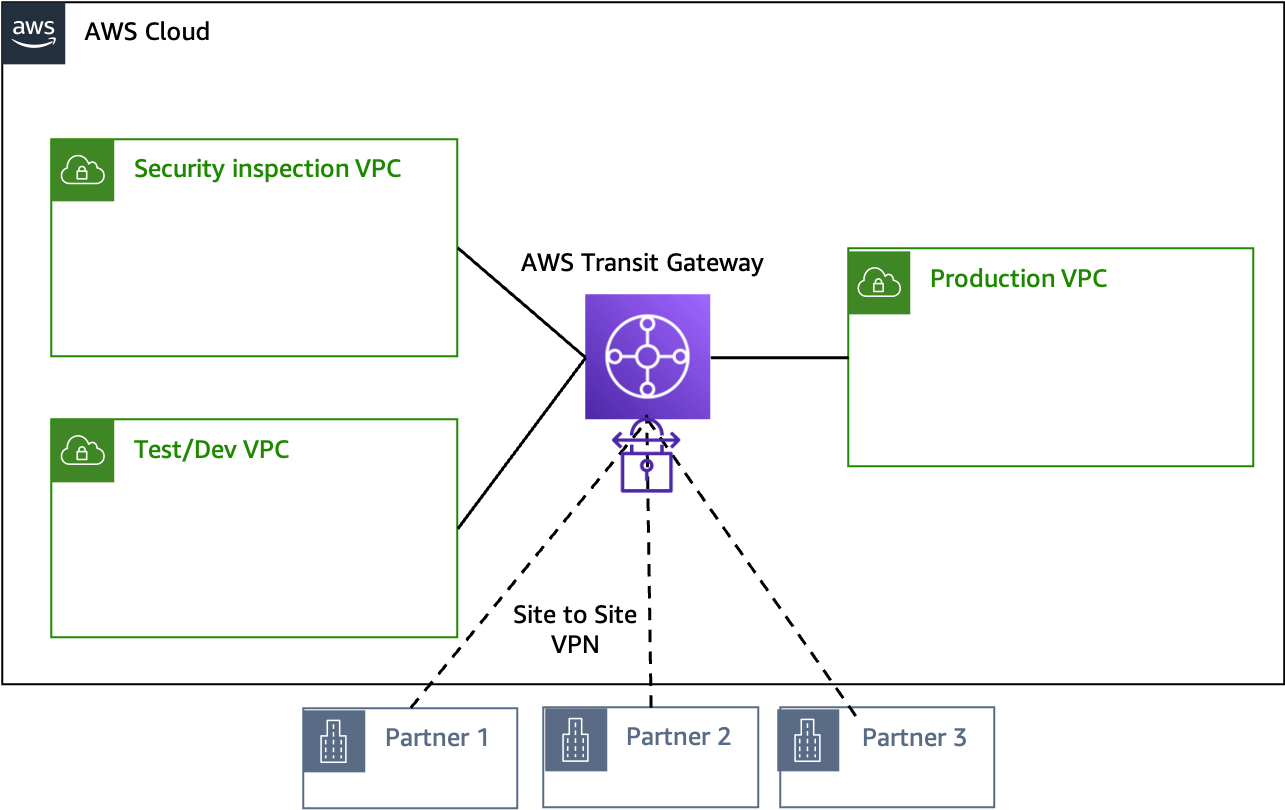 aws
AWS Cloud
Security inspection VPC
AWS Transit Gateway
Production VPC
Test/Dev VPC
Site to Site
VPN
Partner 1
Partner 2
Partner 3